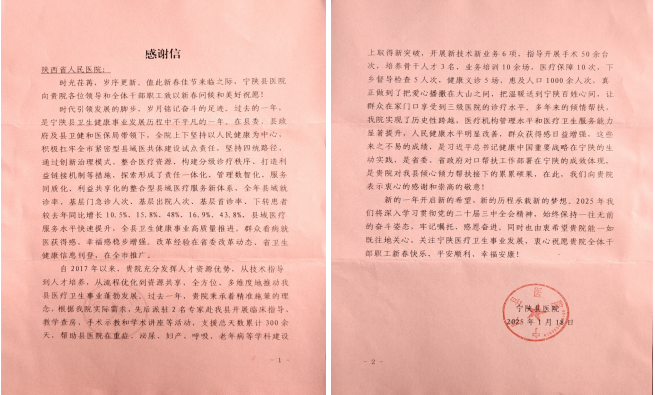 感谢信
陕西省人民医院：
时光荏苒，岁序更新。值此新春佳节来临之际，宁陕县医院
向贵院各位领导和全体干部职工致以新春问候和美好祝愿！
时代引领发展的脚步，岁月铭记奋斗的足迹。过去的一年，
是宁陕县卫生健康事业发展历程中不平凡的一年。在县委、县政
府及县卫健和医保局带领下，全院上下坚持以人民健康为中心，
积极扛牢全市紧密型县域医共体建设试点责任，坚持四统路径，
通过创新治理模式、整合医疗资源、构建分级诊疗秩序、打造利
益链接机制等措施，探索形成了责任一体化、管理数智化、服务
同质化、利益共享化的整合型县域医疗服务新体系，全年县域就
诊率、基层门急诊人次、基层出院人次、基层首诊率、下转患者
较去年同比增长10.5%、15.8%、48%、16.9%、43.8%，县域医疗
服务水平快速提升，全县卫生健康事业高质量推进，群众看病就
医获得感、幸福感稳步增强。改革经验在省委改革动态、省卫生
健康信息刊登，在全市推广。
自2017年以来，贵院充分发挥人才资源优势，从技术指导
到人才培养，从流程优化到资源共享，全方位、多维度地推动我
县医疗卫生事业蓬勃发展。过去一年，贵院秉承着精准施策的理
念，根据我院实际需求，先后派驻2名专家赴我县开展临床指导、
教学查房、手术示教和学术讲座等活动，支援总天数累计300余
天，帮助县医院在重症、泌尿、妇产、呼吸、老年病等学科建设
- 1 -
上取得新突破，开展新技术新业务6项，指导开展手术50余台
次，培养骨干人才3名，业务培训10余场，医疗保障10次，下
乡督导检查5人次，健康义诊5场，惠及人口1000余人次，真
正做到了把爱心播撒在大山之间，把温暖送到宁陕百姓心间，让
群众在家门口享受到三级医院的诊疗水平。多年来的倾情帮扶，
我院实现了历史性跨越，医疗机构管理水平和医疗卫生服务能力
显著提升，人民健康水平明显改善，群众获得感日益增强，这些
来之不易的成绩，是习近平总书记健康中国重要战略在宁陕的生
动实践，是省委、省政府对口帮扶工作部署在宁陕的成效体现，
是贵院对我县倾心倾力帮扶接下的累累硕果，在此，我们向贵院
表示衷心的感谢和崇高的敬意！
新的一年开启新的希望，新的历程承载新的梦想。2025年我
们将深入学习贯彻党的二十届三中全会精神，始终保持一往无前
的奋斗姿态，牢记嘱托，感恩奋进。同时也由衷希望贵院能一如
既往地关心、关注宁陕医疗卫生事业发展，衷心祝愿贵院全体干
部职工新春快乐、平安顺利、幸福安康！
宁陕县医院
2025年1月18日
- 2 -